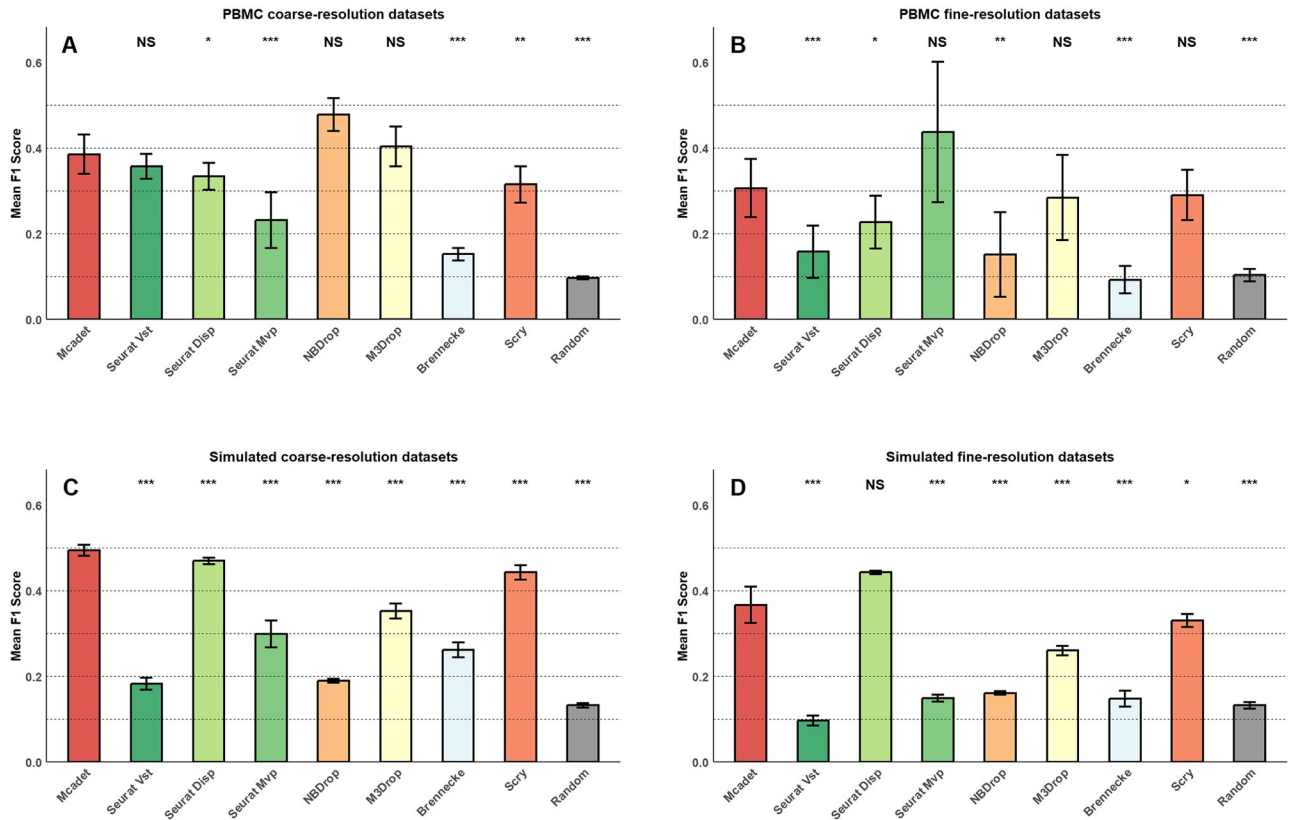 PBMC coarse-resolution datasets
A
NS * *** NS NS *** ** ***
Mean F1 Score
0.6
0.4
0.2
0.0
Mcadet Seurat Vst Seurat Disp Seurat Mvp NBDrop M3Drop Brennecke Scry Random
PBMC fine-resolution datasets
B
*** * NS ** NS *** NS ***
Mean F1 Score
0.6
0.4
0.2
0.0
Mcadet Seurat Vst Seurat Disp Seurat Mvp NBDrop M3Drop Brennecke Scry Random
Simulated coarse-resolution datasets
C
*** *** *** *** *** *** *** ***
Mean F1 Score
0.6
0.4
0.2
0.0
Mcadet Seurat Vst Seurat Disp Seurat Mvp NBDrop M3Drop Brennecke Scry Random
Simulated fine-resolution datasets
D
*** NS *** *** *** *** * ***
Mean F1 Score
0.6
0.4
0.2
0.0
Mcadet Seurat Vst Seurat Disp Seurat Mvp NBDrop M3Drop Brennecke Scry Random